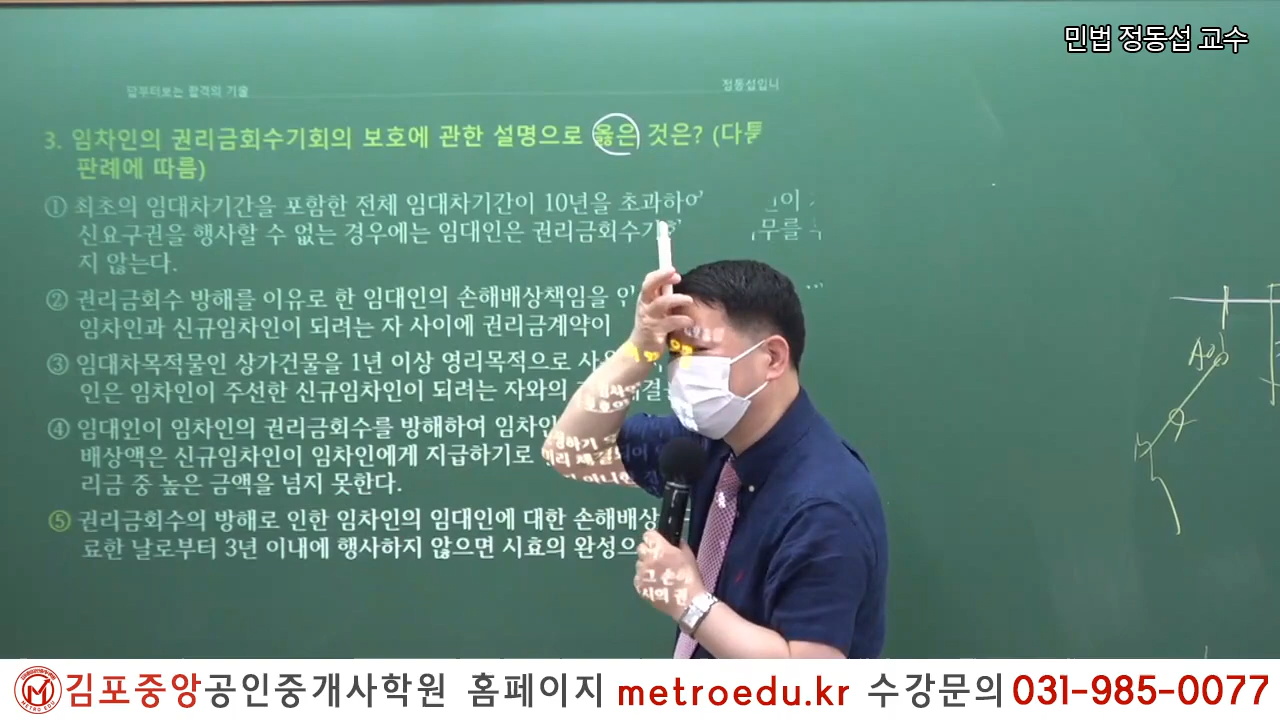 민법 정동섭 교수
답부터보는 합격의 기술
정동섭입니
3. 임차인의 권리금회수기회의 보호에 관한 설명으로 옳은 것은? (다툼
판례에 따름)
① 최초의 임대차기간을 포함한 전체 임대차기간이 10년을 초과하여
신요구권을 행사할 수 없는 경우에는 임대인은 권리금회수기회
지 않는다.
② 권리금회수 방해를 이유로 한 임대인의 손해배상책임을
임차인과 신규임차인이 되려는 자 사이에 권리금계약이
③ 임대차목적물인 상가건물을 1년 이상 영리목적으로
인은 임차인이 주선한 신규임차인이 되려는 자와의
④ 임대인이 임차인의 권리금회수를 방해하여 임차인
배상액은 신규임차인이 임차인에게 지급하기로
리금 중 높은 금액을 넘지 못한다.
⑤ 권리금회수의 방해로 인한 임차인의 임대인에 대한 손해배상
료한 날로부터 3년 이내에 행사하지 않으면 시효의 완성으
김포중앙공인중개사학원 홈페이지 metroedu.kr 수강문의 031-985-0077